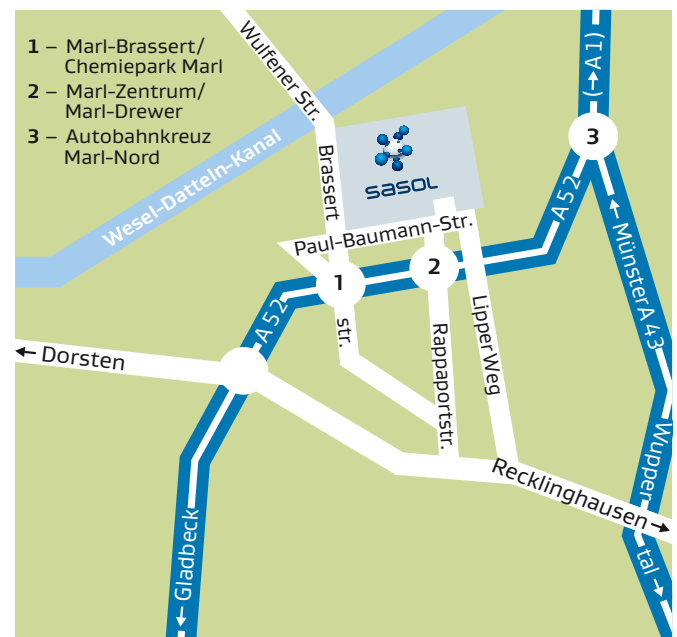 1 – Marl-Brassert/
Chemiepark Marl
2 – Marl-Zentrum/
Marl-Drewer
3 – Autobahnkreuz
Marl-Nord
Wulfener Str.
(→A1)
3
sasol
Wesel-Datteln-Kanal
Brassert
str.
A52
Paul-Baumann-Str.
→Münster A 43
1
2
A52
Lipper Weg
Rappaportstr.
← Dorsten
Wupper
tal →
Recklinghausen →
← Gladbeck